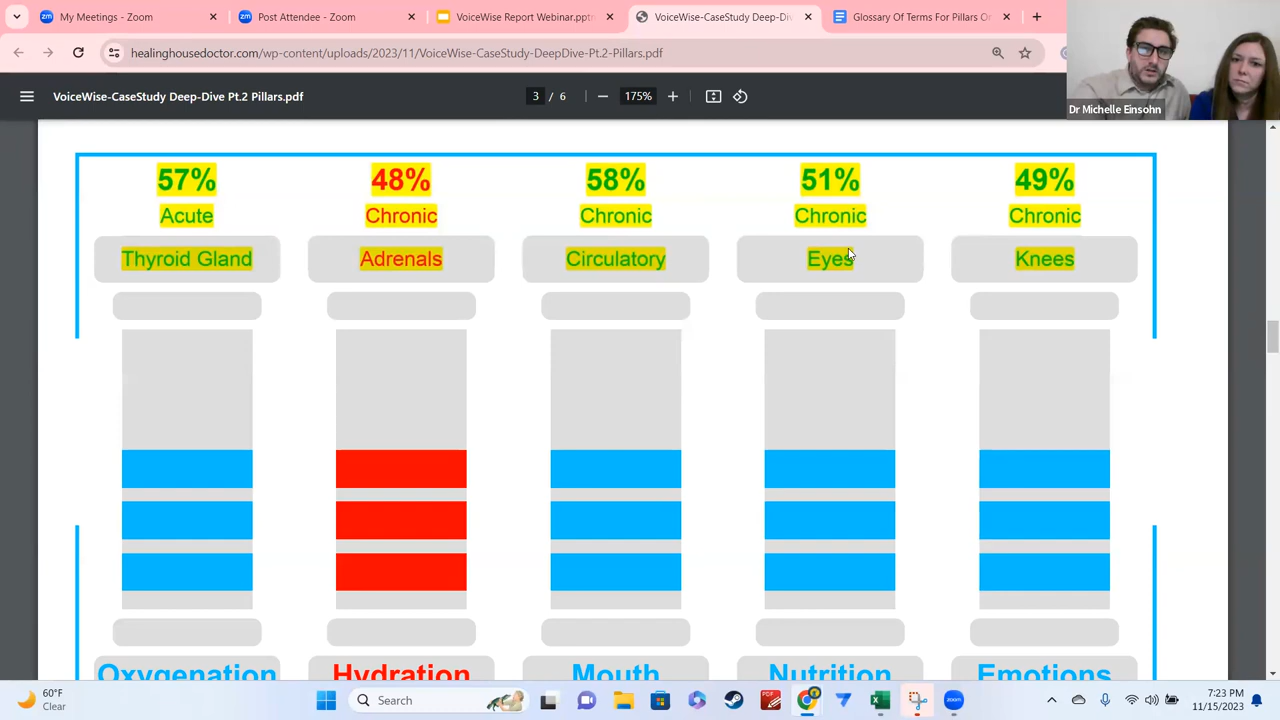 My Meetings - Zoom
Post Attendee - Zoom
VoiceWise Report Webinar.pptx
VoiceWise-CaseStudy Deep-Div
Glossary Of Terms For Pillars Or
healinghousedoctor.com/wp-content/uploads/2023/11/VoiceWise-CaseStudy-DeepDive-Pt.2-Pillars.pdf
VoiceWise-CaseStudy Deep-Dive Pt.2 Pillars.pdf
3 / 6
175%
Dr Michelle Einsohn
57% 48% 58% 51% 49%
Acute Chronic Chronic Chronic Chronic
Thyroid Gland Adrenals Circulatory Eyes Knees
Oxygenation Hydration Mouth Nutrition Emotions
60°F
Clear
Search
PDF
zoom
7:23 PM
11/15/2023